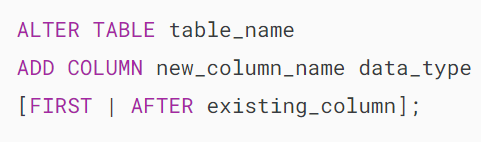 ALTER TABLE table_name
ADD COLUMN new_column_name data_type
[FIRST | AFTER existing_column];